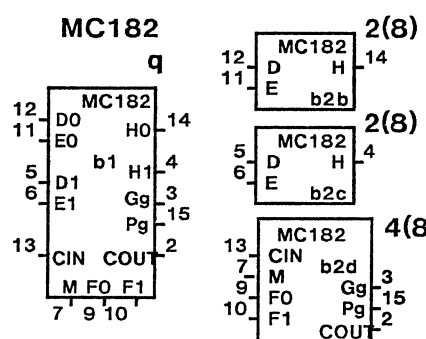 MC182
q
MC182
12 D0 H0 14
11 E0
b1
5 D1 H1 4
6 E1 Gg 3
Pg 15
13 CIN COUT 2
M F0 F1
7 9 10
2(8)
MC182
12 D H 14
11 E
b2b
2(8)
MC182
5 D H 4
6 E
b2c
4(8
MC182
13 CIN
7 M b2d
9 F0 Gg 3
10 F1 Pg 15
COUT 2